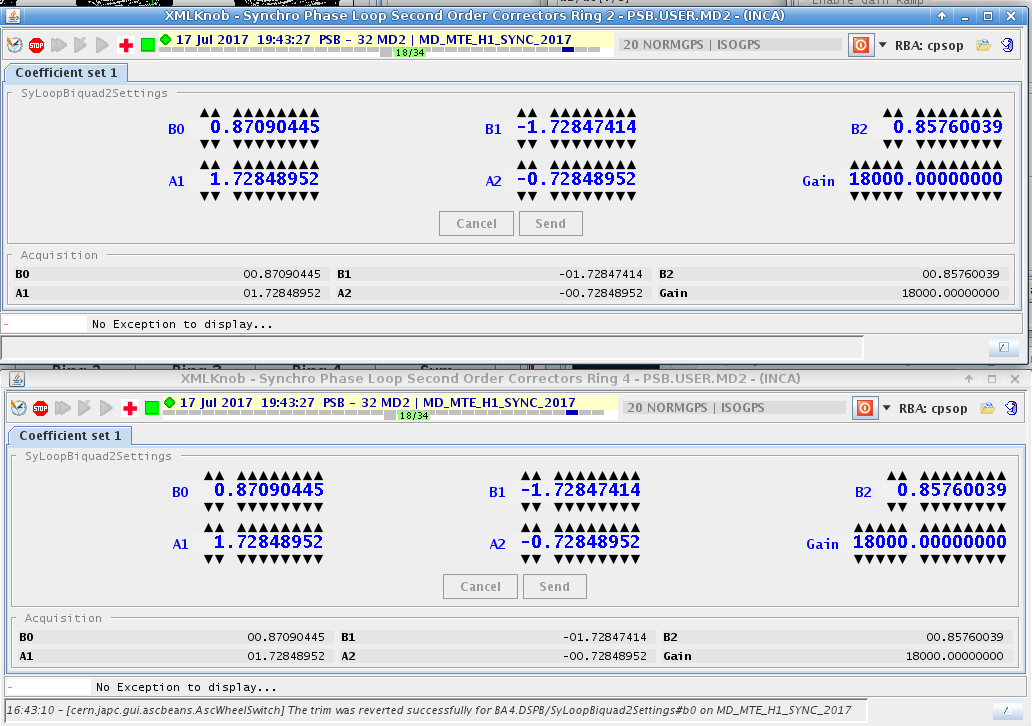 Enable Gain Ramp
XMLKnob - Synchro Phase Loop Second Order Correctors Ring 2 - PSB.USER.MD2 - (INCA)
STOP
17 Jul 2017 19:43:27 PSB - 32 MD2 | MD_MTE_H1_SYNC_2017
18/34
20 NORMGPS | ISOGPS
RBA: cpsop
Coefficient set 1
SyLoopBiquad2Settings
B0 0.87090445 B1 -1.72847414 B2 0.85760039
A1 1.72848952 A2 -0.72848952 Gain 18000.00000000
Cancel Send
Acquisition
B0 00.87090445 B1 -01.72847414 B2 00.85760039
A1 01.72848952 A2 -00.72848952 Gain 18000.00000000
- No Exception to display...
XMLKnob - Synchro Phase Loop Second Order Correctors Ring 4 - PSB.USER.MD2 - (INCA)
STOP
17 Jul 2017 19:43:27 PSB - 32 MD2 | MD_MTE_H1_SYNC_2017
18/34
20 NORMGPS | ISOGPS
RBA: cpsop
Coefficient set 1
SyLoopBiquad2Settings
B0 0.87090445 B1 -1.72847414 B2 0.85760039
A1 1.72848952 A2 -0.72848952 Gain 18000.00000000
Cancel Send
Acquisition
B0 00.87090445 B1 -01.72847414 B2 00.85760039
A1 01.72848952 A2 -00.72848952 Gain 18000.00000000
- No Exception to display...
16:43:10 - [cern.japc.gui.ascbeans.AscWheelSwitch] The trim was reverted successfully for BA4.DSPB/SyLoopBiquad2Settings#b0 on MD_MTE_H1_SYNC_2017